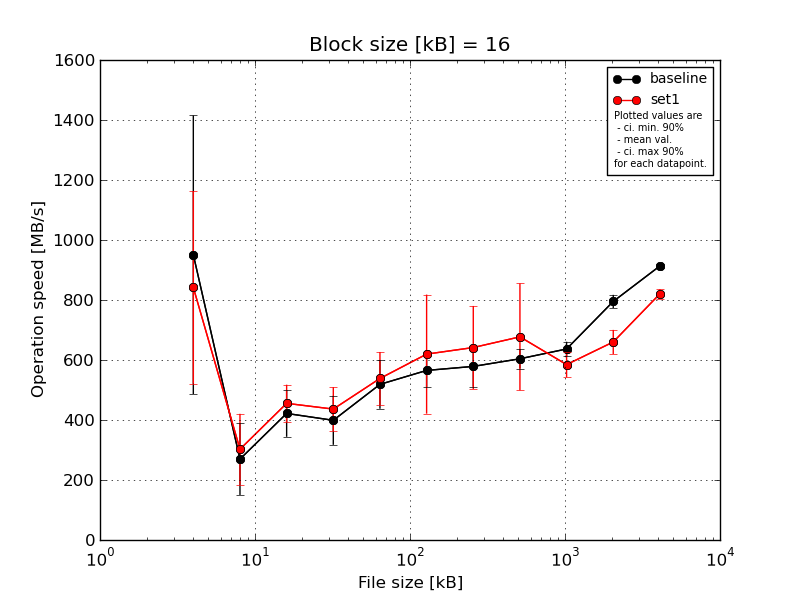 Block size [kB] = 16
1600
1400
1200
1000
800
600
400
200
0
Operation speed [MB/s]
baseline
set1
Plotted values are
- ci. min. 90%
- mean val.
- ci. max 90%
for each datapoint.
10^0 10^1 10^2 10^3 10^4
File size [kB]